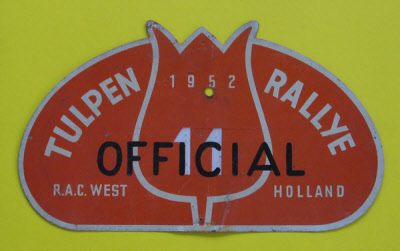 TULPEN RALLYE
1952
11
OFFICIAL
R.A.C. WEST HOLLAND